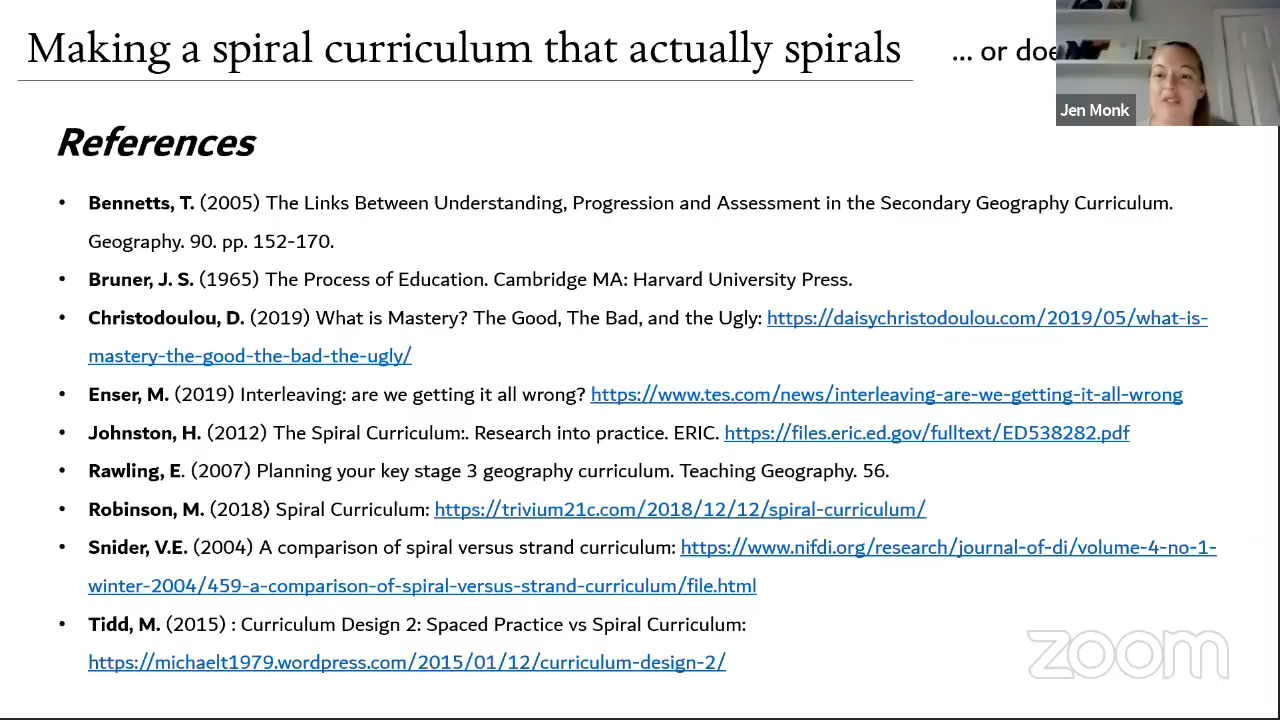 Making a spiral curriculum that actually spirals
... or doe
Jen Monk
References
• Bennetts, T. (2005) The Links Between Understanding, Progression and Assessment in the Secondary Geography Curriculum.
Geography. 90. pp. 152-170.
• Bruner, J. S. (1965) The Process of Education. Cambridge MA: Harvard University Press.
• Christodoulou, D. (2019) What is Mastery? The Good, The Bad, and the Ugly: https://daisychristodoulou.com/2019/05/what-is-
mastery-the-good-the-bad-the-ugly/
• Enser, M. (2019) Interleaving: are we getting it all wrong? https://www.tes.com/news/interleaving-are-we-getting-it-all-wrong
• Johnston, H. (2012) The Spiral Curriculum:. Research into practice. ERIC. https://files.eric.ed.gov/fulltext/ED538282.pdf
• Rawling, E. (2007) Planning your key stage 3 geography curriculum. Teaching Geography. 56.
• Robinson, M. (2018) Spiral Curriculum: https://trivium21c.com/2018/12/12/spiral-curriculum/
• Snider, V.E. (2004) A comparison of spiral versus strand curriculum: https://www.nifdi.org/research/journal-of-di/volume-4-no-1-
winter-2004/459-a-comparison-of-spiral-versus-strand-curriculum/file.html
• Tidd, M. (2015) : Curriculum Design 2: Spaced Practice vs Spiral Curriculum:
https://michaelt1979.wordpress.com/2015/01/12/curriculum-design-2/
zoom